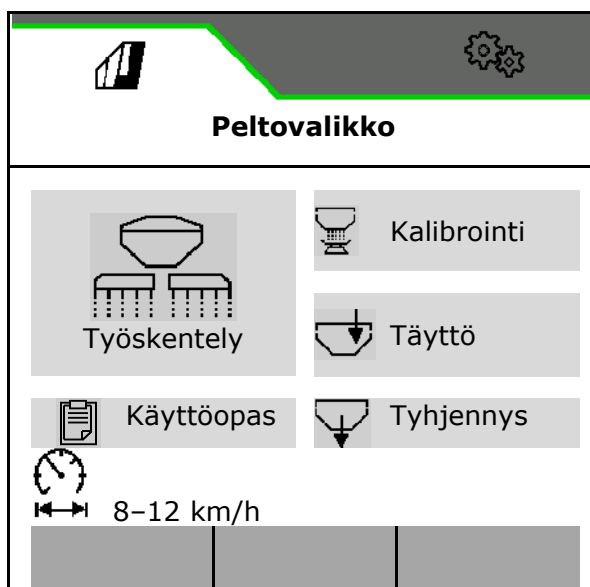 Peltovalikko
Työskentely
Kalibrointi
Täyttö
Käyttöopas
Tyhjennys
8–12 km/h